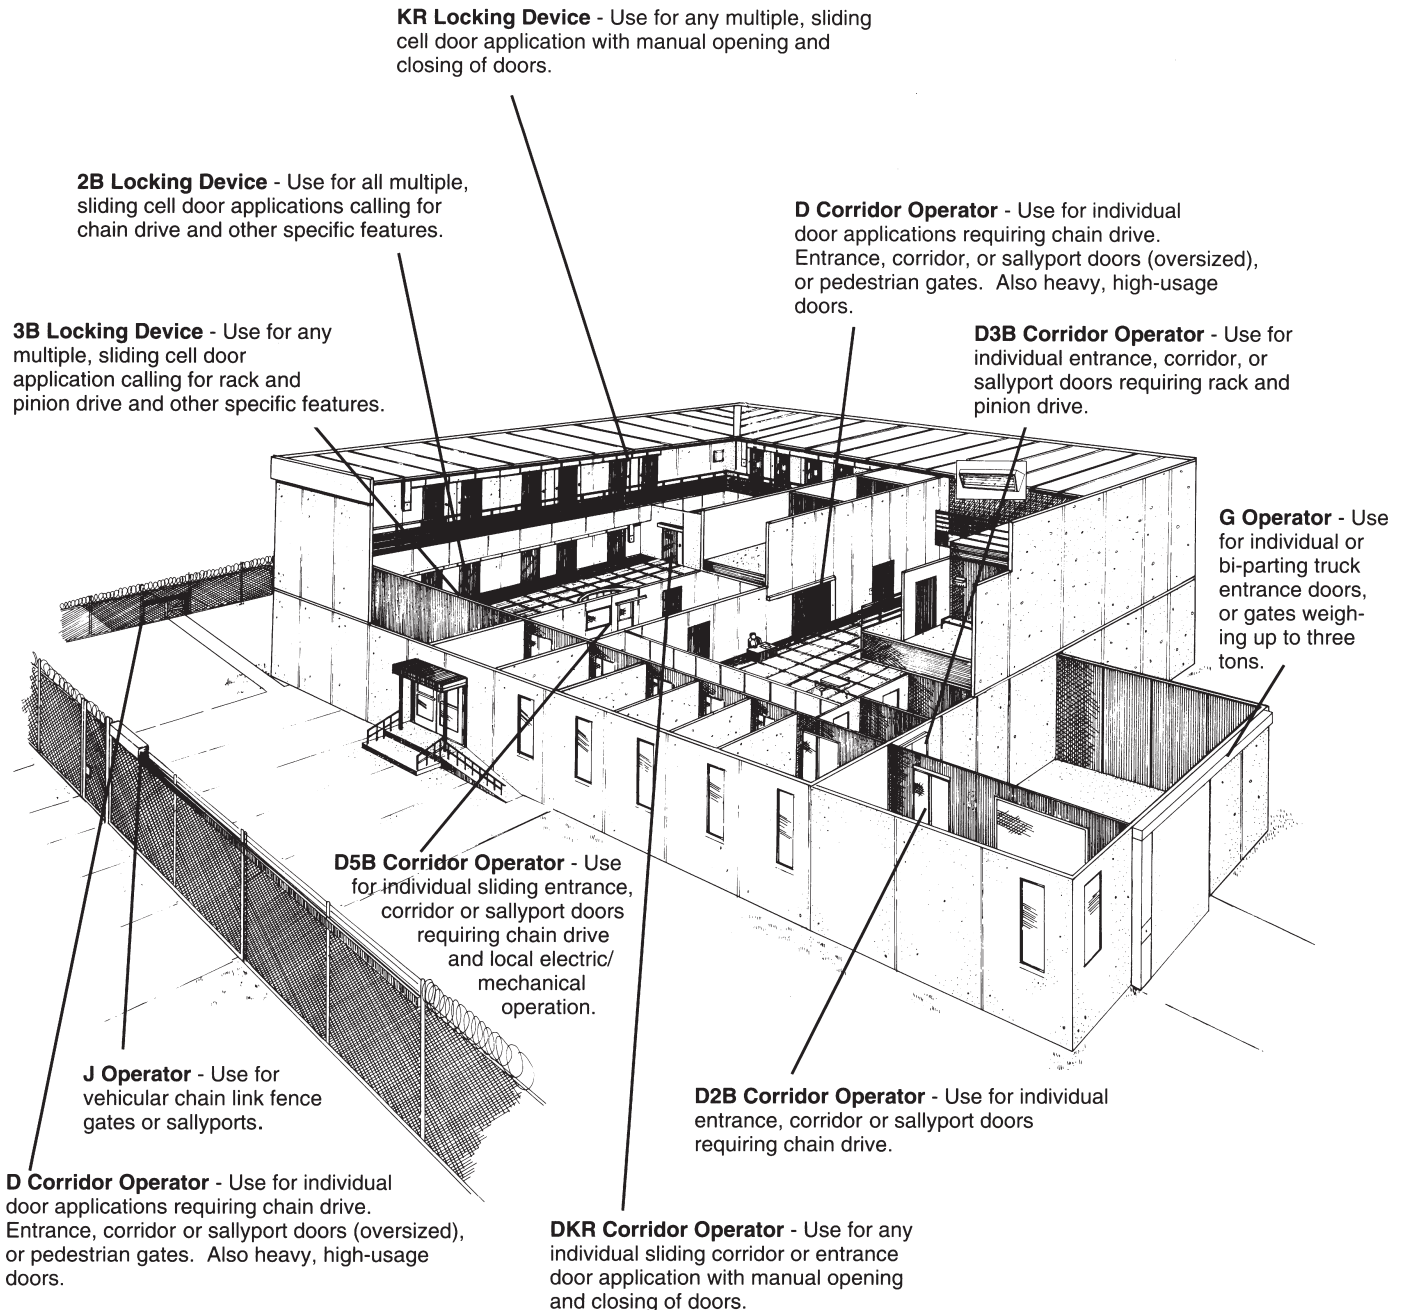 KR Locking Device - Use for any multiple, sliding
cell door application with manual opening and
closing of doors.
2B Locking Device - Use for all multiple,
sliding cell door applications calling for
chain drive and other specific features.
D Corridor Operator - Use for individual
door applications requiring chain drive.
Entrance, corridor, or sallyport doors (oversized),
or pedestrian gates.  Also heavy, high-usage
doors.
3B Locking Device - Use for any
multiple, sliding cell door
application calling for rack and
pinion drive and other specific features.
D3B Corridor Operator - Use for
individual entrance, corridor, or
sallyport doors requiring rack and
pinion drive.
G Operator - Use
for individual or
bi-parting truck
entrance doors,
or gates weigh-
ing up to three
tons.
D5B Corridor Operator - Use
for individual sliding entrance,
corridor or sallyport doors
requiring chain drive
and local electric/
mechanical
operation.
J Operator - Use for
vehicular chain link fence
gates or sallyports.
D2B Corridor Operator - Use for individual
entrance, corridor or sallyport doors
requiring chain drive.
D Corridor Operator - Use for individual
door applications requiring chain drive.
Entrance, corridor or sallyport doors (oversized),
or pedestrian gates.  Also heavy, high-usage
doors.
DKR Corridor Operator - Use for any
individual sliding corridor or entrance
door application with manual opening
and closing of doors.